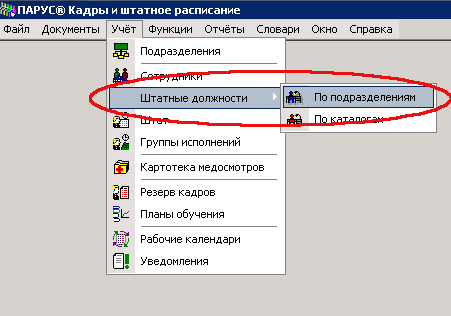 ПАРУС® Кадры и штатное расписание
Файл Документы Учёт Функции Отчёты Словари Окно Справка
Подразделения
Сотрудники
Штатные должности
По подразделениям
Штат
По каталогам
Группы исполнений
Картотека медосмотров
Резерв кадров
Планы обучения
Рабочие календари
Уведомления